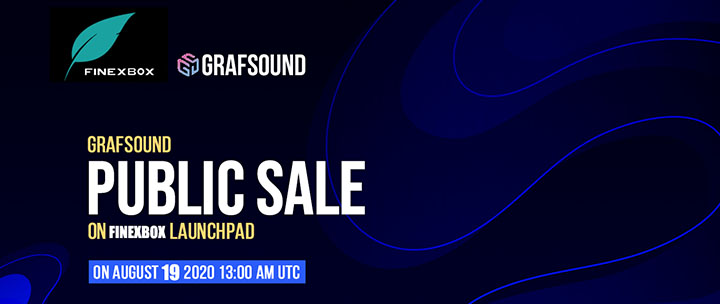 FINEXBOX
GRAFSOUND
GRAFSOUND
PUBLIC SALE
ON FINEXBOX LAUNCHPAD
ON AUGUST 19 2020 13:00 AM UTC